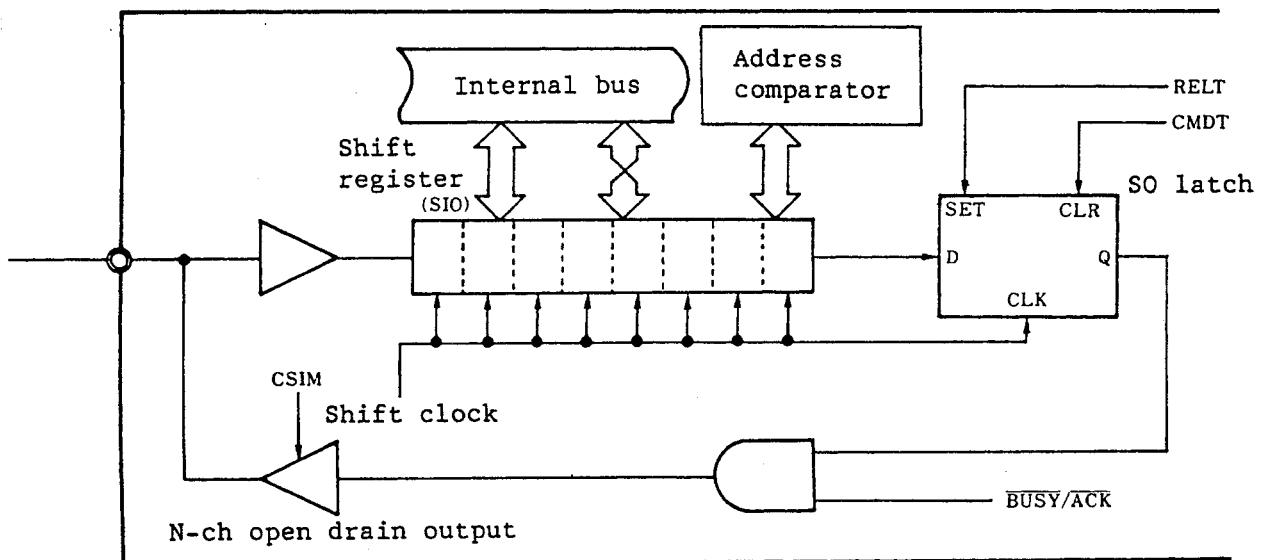 Internal bus
Address
comparator
RELT
CMDT
Shift
register
(SIO)
SO latch
SET
CLR
D
Q
CLK
CSIM
Shift clock
BUSY/ACK
N-ch open drain output